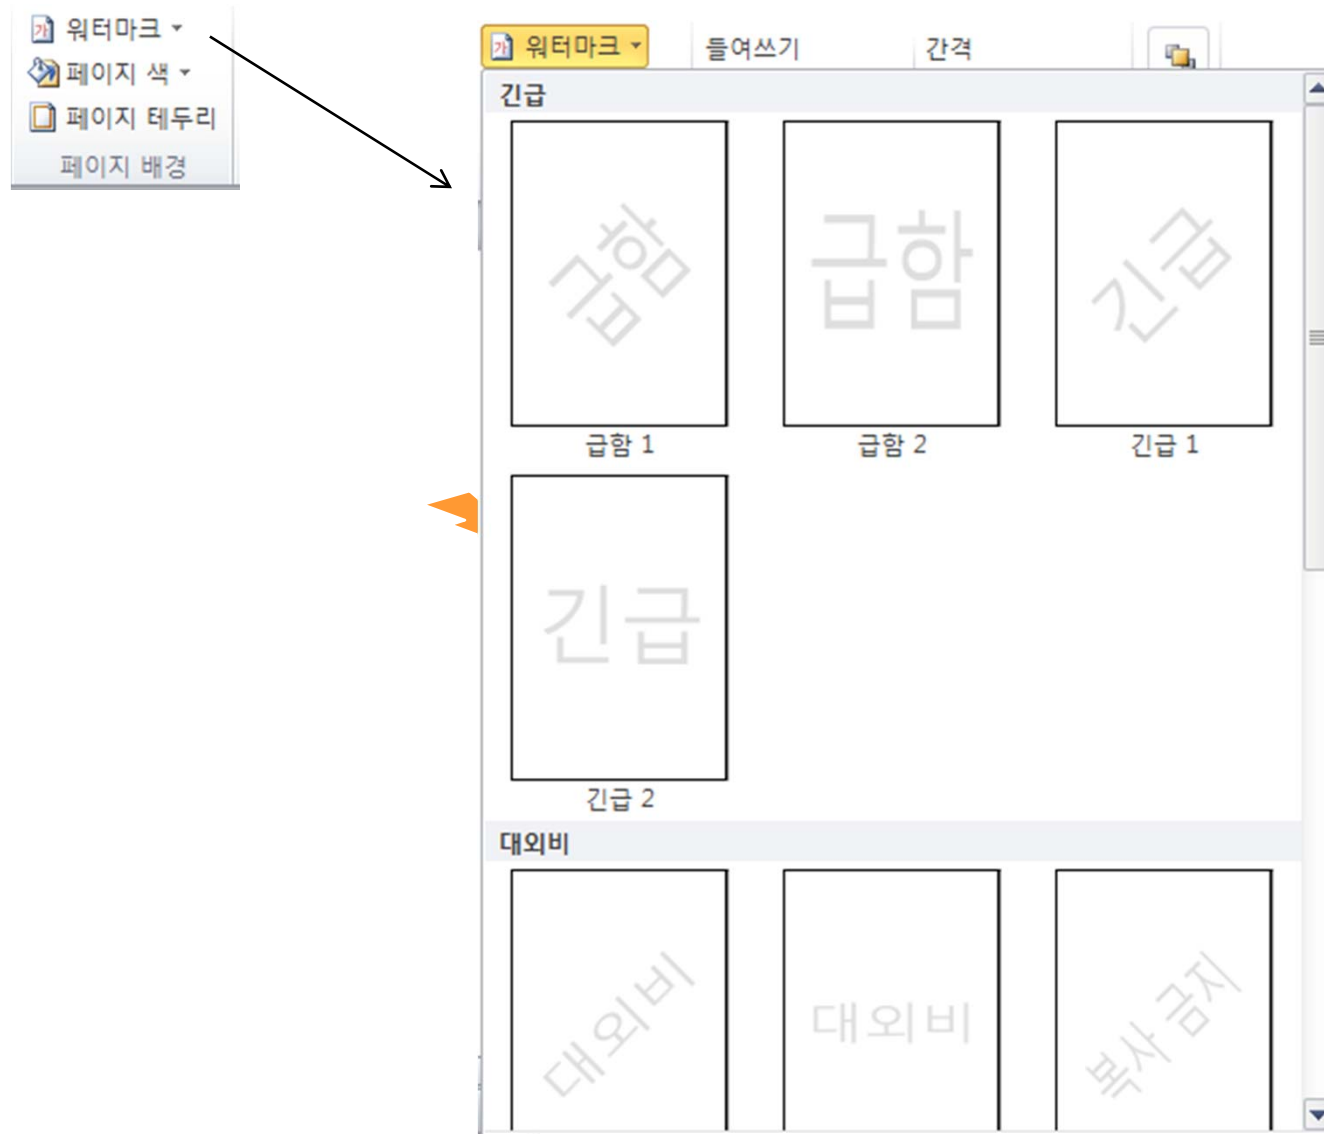 워터마크
페이지 색
페이지 테두리
페이지 배경
워터마크 들여쓰기 간격
긴급
급함 급함 긴급
급함 1 급함 2 긴급 1
긴급
긴급 2
대외비
대외비 대외비 복사 금지